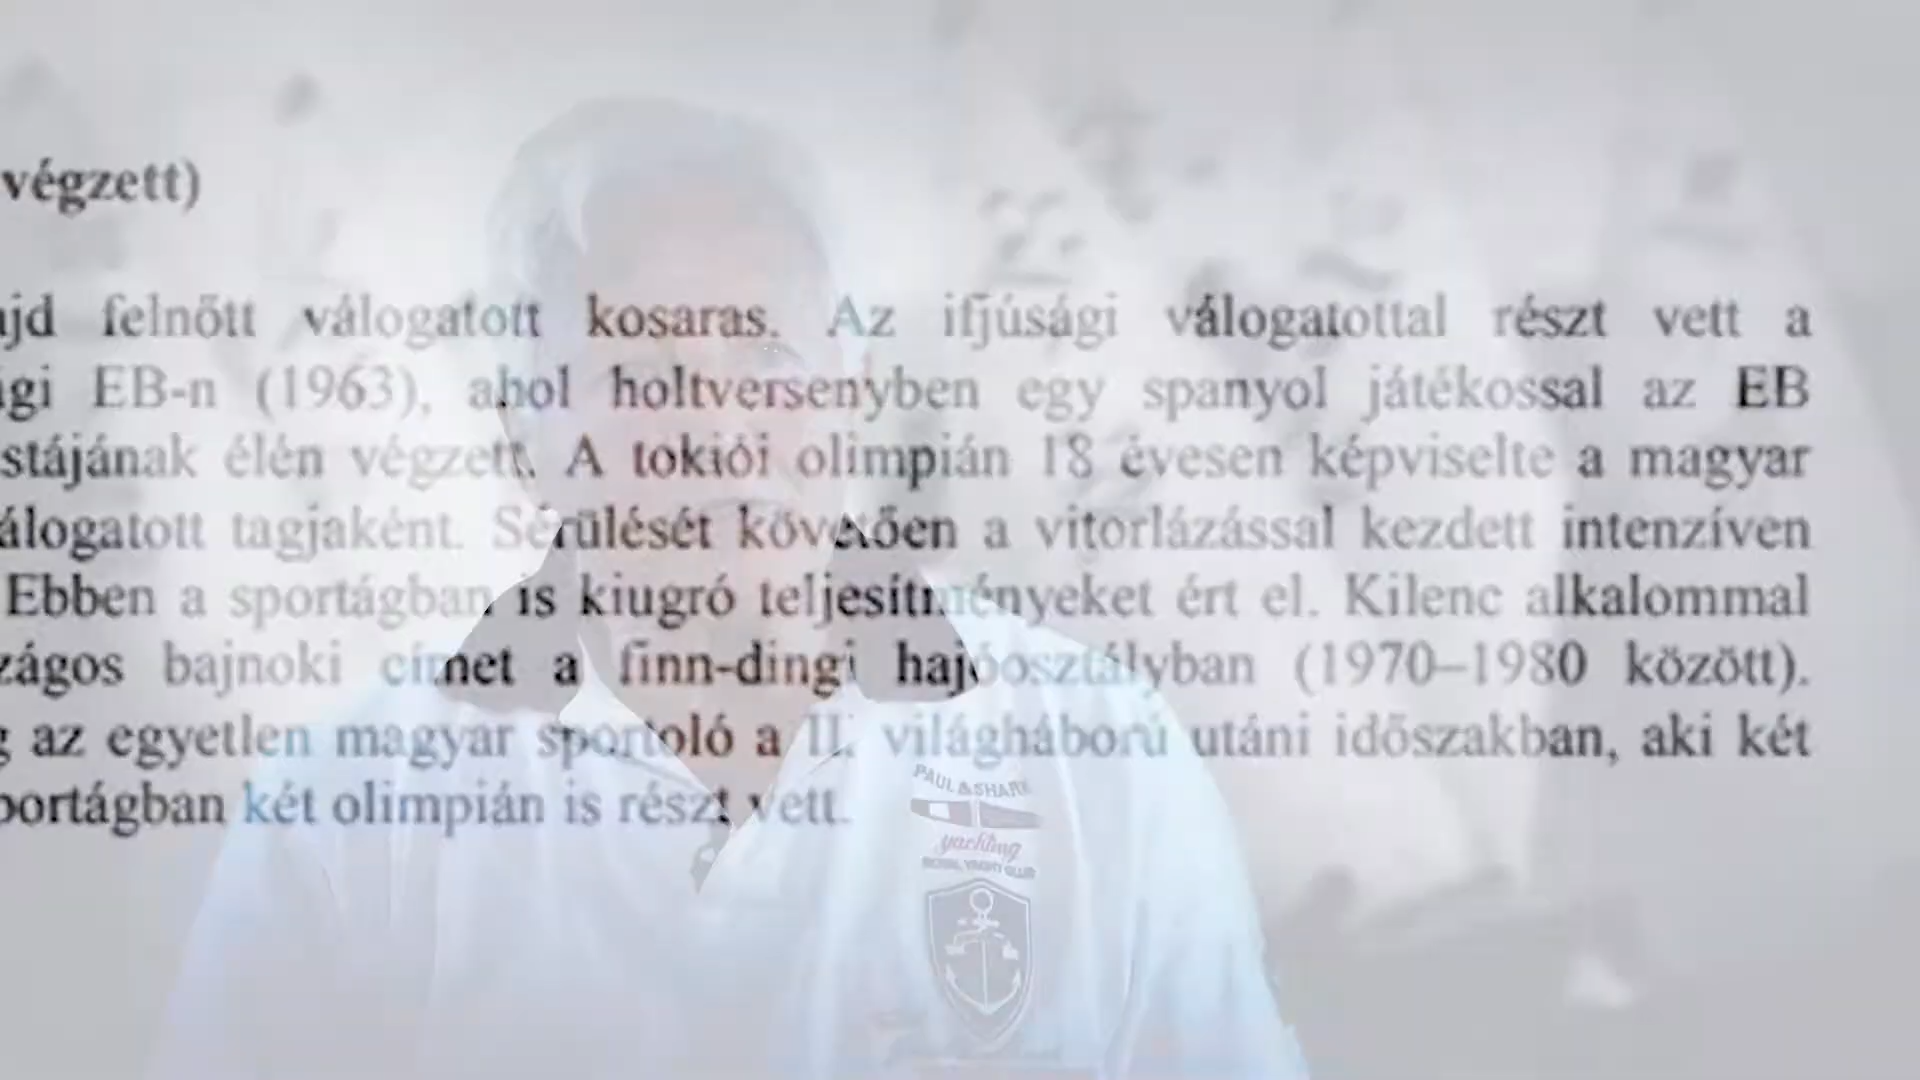 végzett)
ajd felnőtt válogatott kosaras. Az ifjúsági válogatottal részt vett a
ági EB-n (1963), ahol holtversenyben egy spanyol játékossal az EB
stájának élén végzett. A tokiói olimpián 18 évesen képviselte a magyar
álogatott tagjaként. Sérülését követően a vitorlázással kezdett intenzíven
Ebben a sportágban is kiugró teljesítményeket ért el. Kilenc alkalommal
zágos bajnoki címet a finn-dingi hajóosztályban (1970–1980 között).
g az egyetlen magyar sportoló a II. világháború utáni időszakban, aki két
portágban két olimpián is részt vett.
PAUL & SHARK
yachting
ROYAL YACHT CLUB